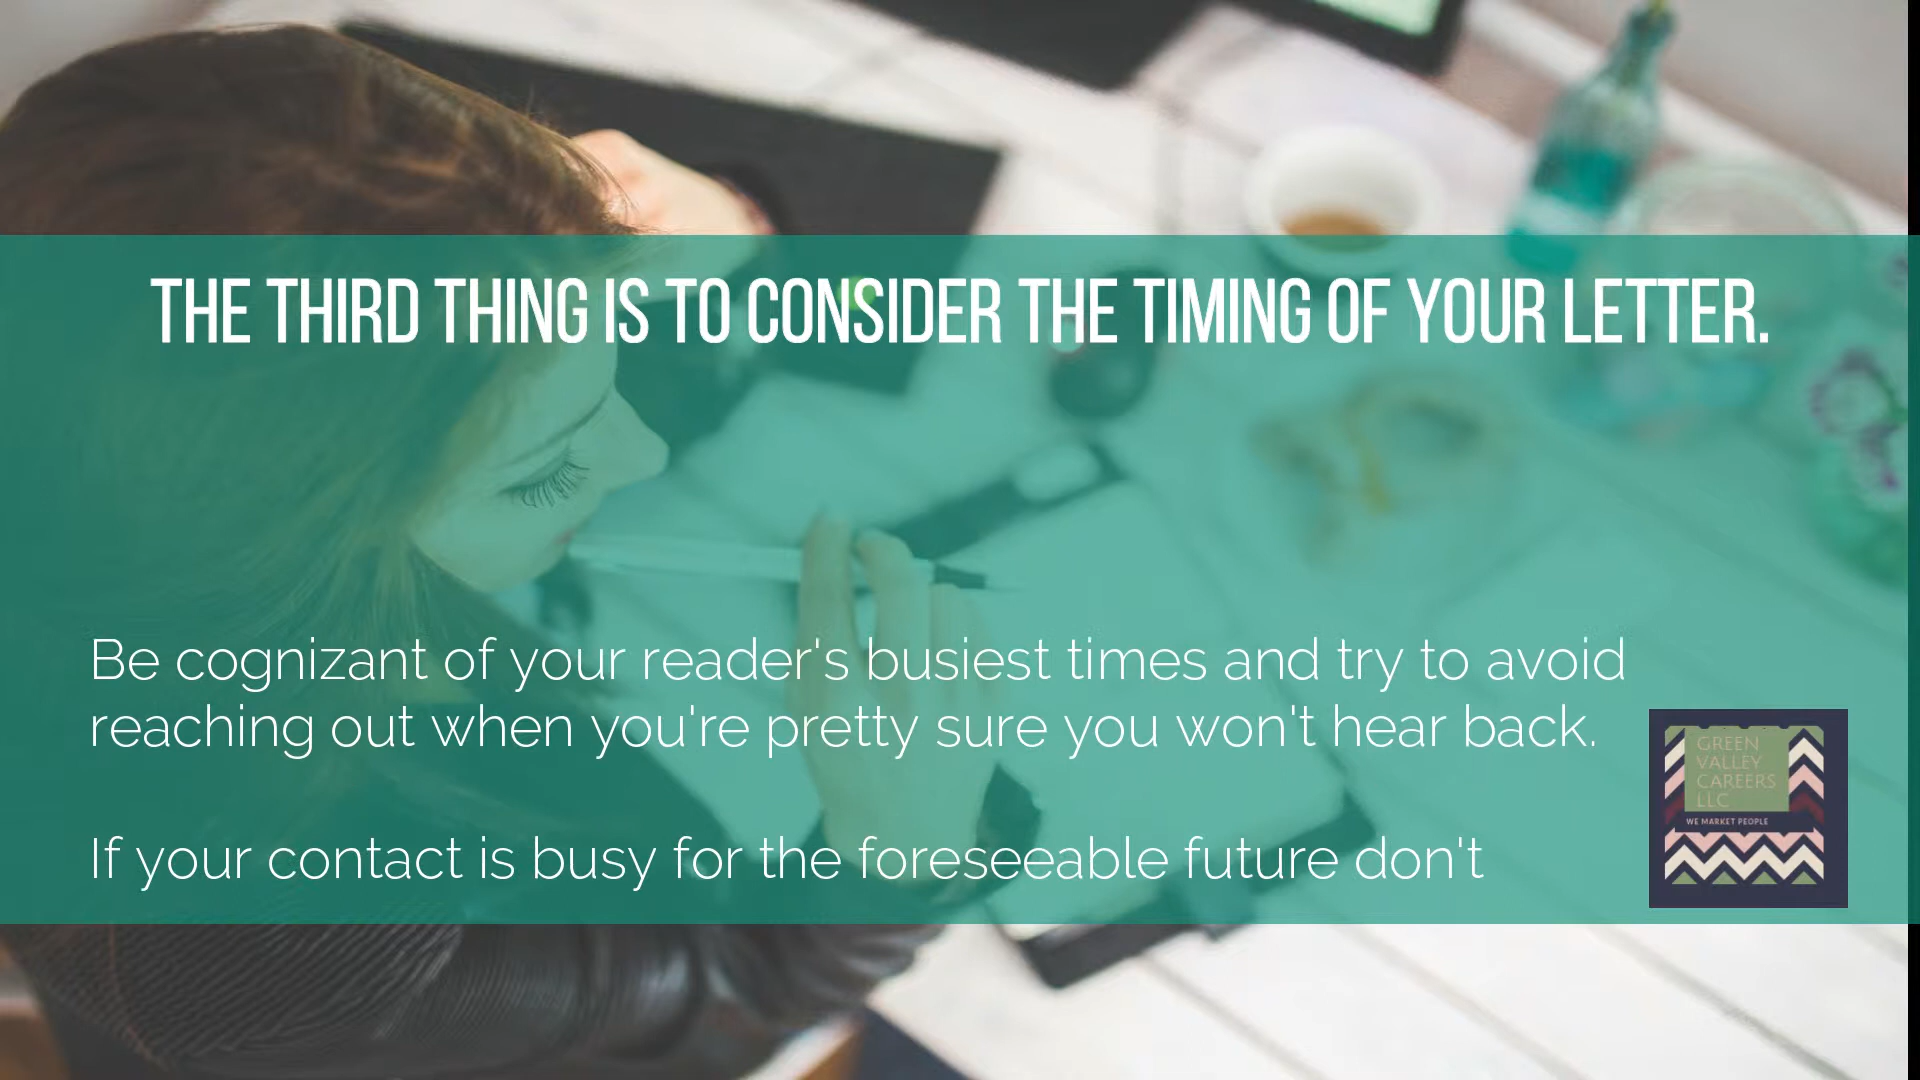 THE THIRD THING IS TO CONSIDER THE TIMING OF YOUR LETTER.
Be cognizant of your reader's busiest times and try to avoid
reaching out when you're pretty sure you won't hear back.
If your contact is busy for the foreseeable future don't
GREEN
VALLEY
CAREERS
LLC
WE MARKET PEOPLE